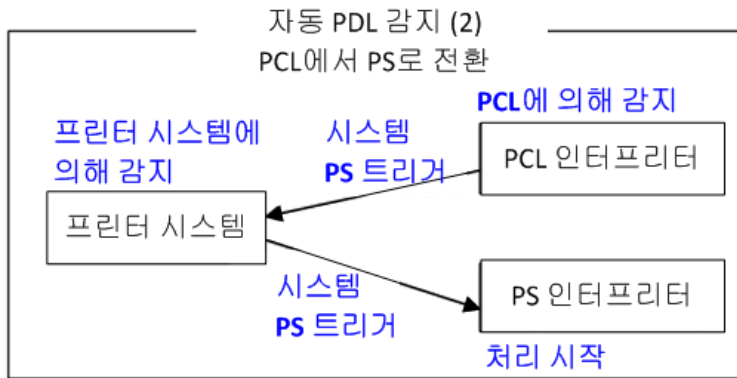 자동 PDL 감지 (2)
PCL에서 PS로 전환
PCL에 의해 감지
프린터 시스템에
의해 감지
시스템
PS 트리거
PCL 인터프리터
프린터 시스템
시스템
PS 트리거
PS 인터프리터
처리 시작